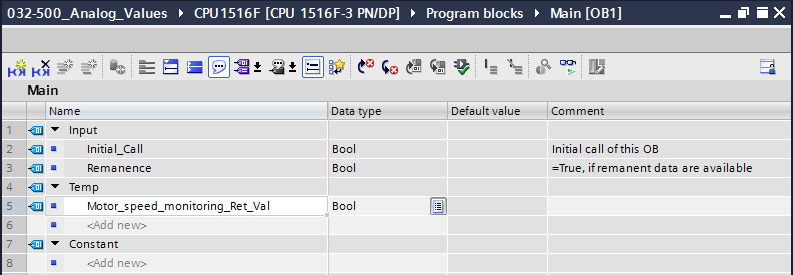 032-500_Analog_Values ▸ CPU1516F [CPU 1516F-3 PN/DP] ▸ Program blocks ▸ Main [OB1]
Main
Name Data type Default value Comment
1 Input
2 Initial_Call Bool Initial call of this OB
3 Remanence Bool =True, if remanent data are available
4 Temp
5 Motor_speed_monitoring_Ret_Val Bool
6 <Add new>
7 Constant
8 <Add new>